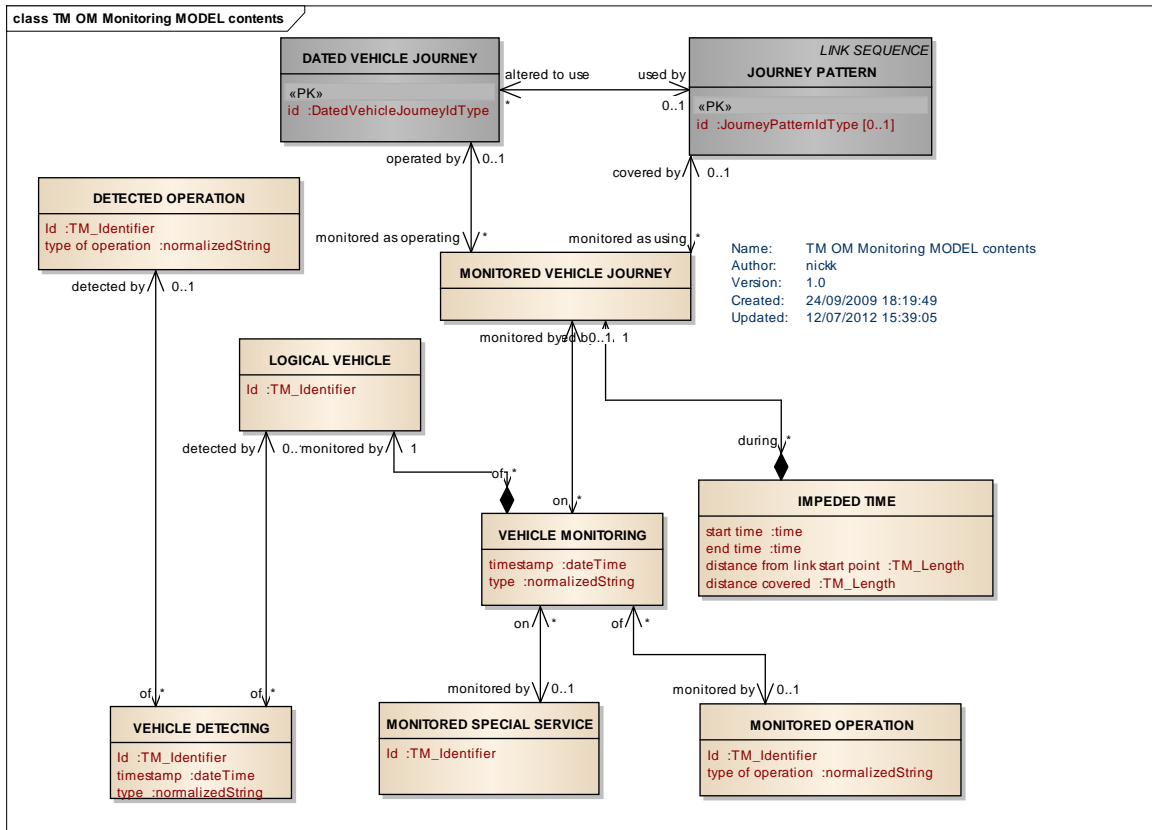 class TM OM Monitoring MODEL contents
DATED VEHICLE JOURNEY
«PK»
id :DatedVehicleJourneyIdType
altered to use
*
used by
0..1
LINK SEQUENCE
JOURNEY PATTERN
«PK»
id :JourneyPatternIdType [0..1]
operated by
0..1
covered by
0..1
DETECTED OPERATION
Id :TM_Identifier
type of operation :normalizedString
monitored as operating
*
monitored as using
*
MONITORED VEHICLE JOURNEY
Name: TM OM Monitoring MODEL contents
Author: nickk
Version: 1.0
Created: 24/09/2009 18:19:49
Updated: 12/07/2012 15:39:05
detected by
0..1
monitored by
0..1
1
LOGICAL VEHICLE
Id :TM_Identifier
detected by
0..
monitored by
1
during
*
of
*
on
*
IMPEDED TIME
start time :time
end time :time
distance from link start point :TM_Length
distance covered :TM_Length
VEHICLE MONITORING
timestamp :dateTime
type :normalizedString
on
*
of
*
of
*
of
*
monitored by
0..1
monitored by
0..1
VEHICLE DETECTING
Id :TM_Identifier
timestamp :dateTime
type :normalizedString
MONITORED SPECIAL SERVICE
Id :TM_Identifier
MONITORED OPERATION
Id :TM_Identifier
type of operation :normalizedString